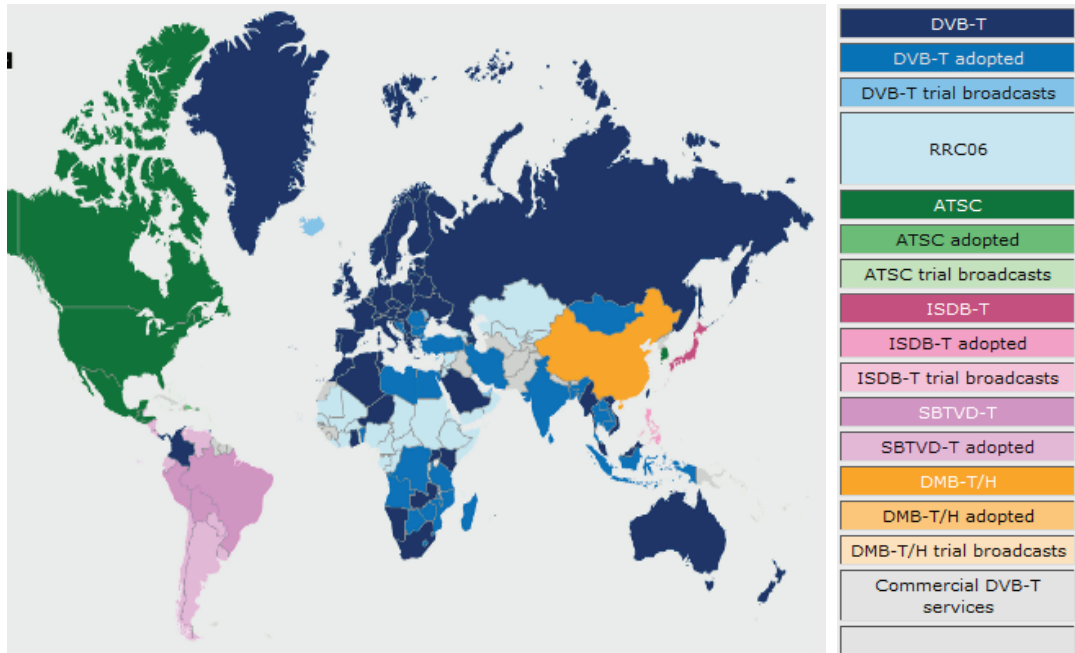 DVB-T
DVB-T adopted
DVB-T trial broadcasts
RRC06
ATSC
ATSC adopted
ATSC trial broadcasts
ISDB-T
ISDB-T adopted
ISDB-T trial broadcasts
SBTVD-T
SBTVD-T adopted
DMB-T/H
DMB-T/H adopted
DMB-T/H trial broadcasts
Commercial DVB-T
services